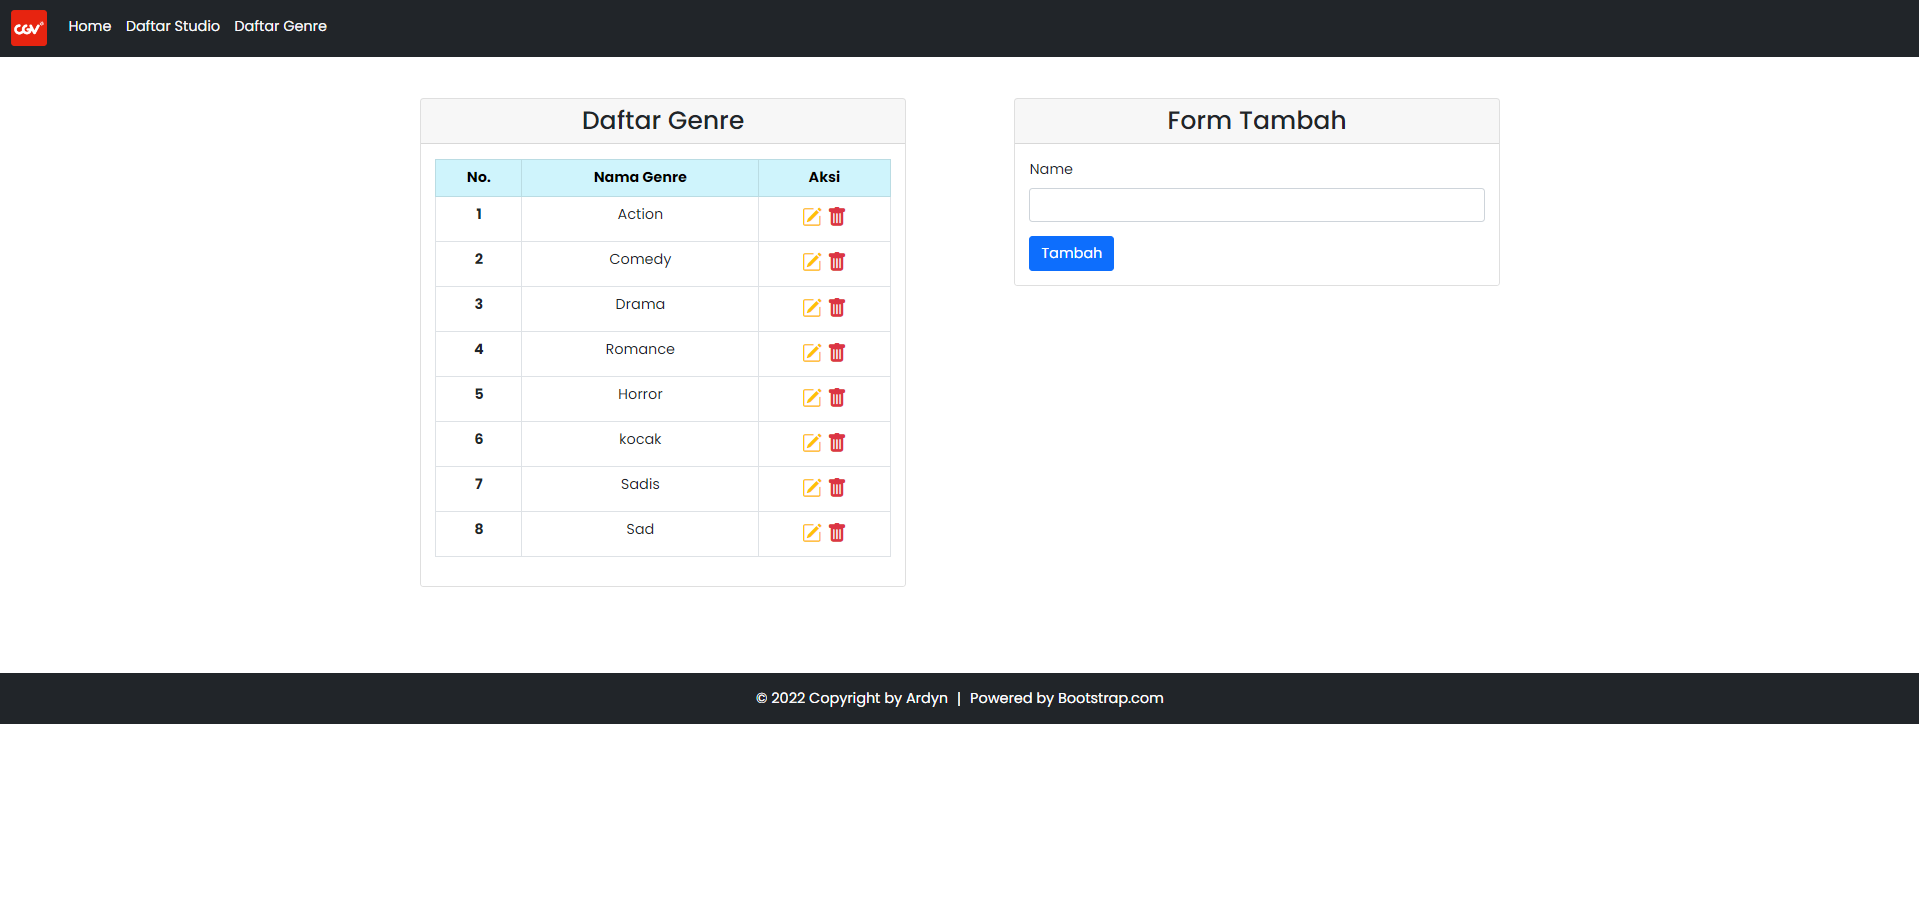 CGV Home Daftar Studio Daftar Genre
Daftar Genre
No. Nama Genre Aksi
1 Action
2 Comedy
3 Drama
4 Romance
5 Horror
6 kocak
7 Sadis
8 Sad
Form Tambah
Name
Tambah
© 2022 Copyright by Ardyn | Powered by Bootstrap.com